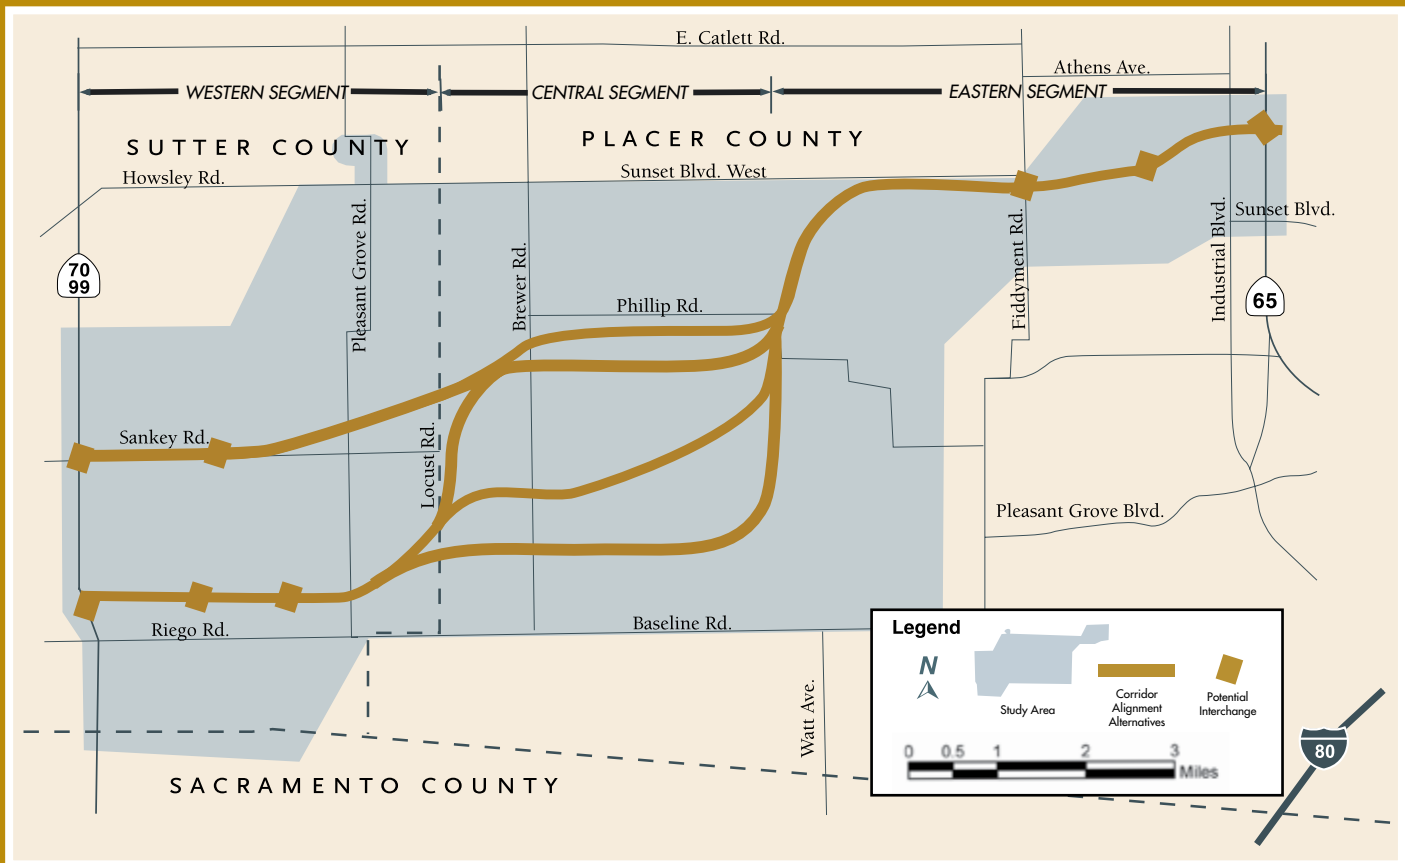 E. Catlett Rd.
Athens Ave.
WESTERN SEGMENT
CENTRAL SEGMENT
EASTERN SEGMENT
SUTTER COUNTY
PLACER COUNTY
Howsley Rd.
Sunset Blvd. West
Sunset Blvd.
Pleasant Grove Rd.
Brewer Rd.
Fiddyment Rd.
Industrial Blvd.
70
99
65
Phillip Rd.
Sankey Rd.
Locust Rd.
Pleasant Grove Blvd.
Riego Rd.
Baseline Rd.
Watt Ave.
SACRAMENTO COUNTY
Legend
N
Study Area
Corridor
Alignment
Alternatives
Potential
Interchange
0 0.5 1 2 3
Miles
80